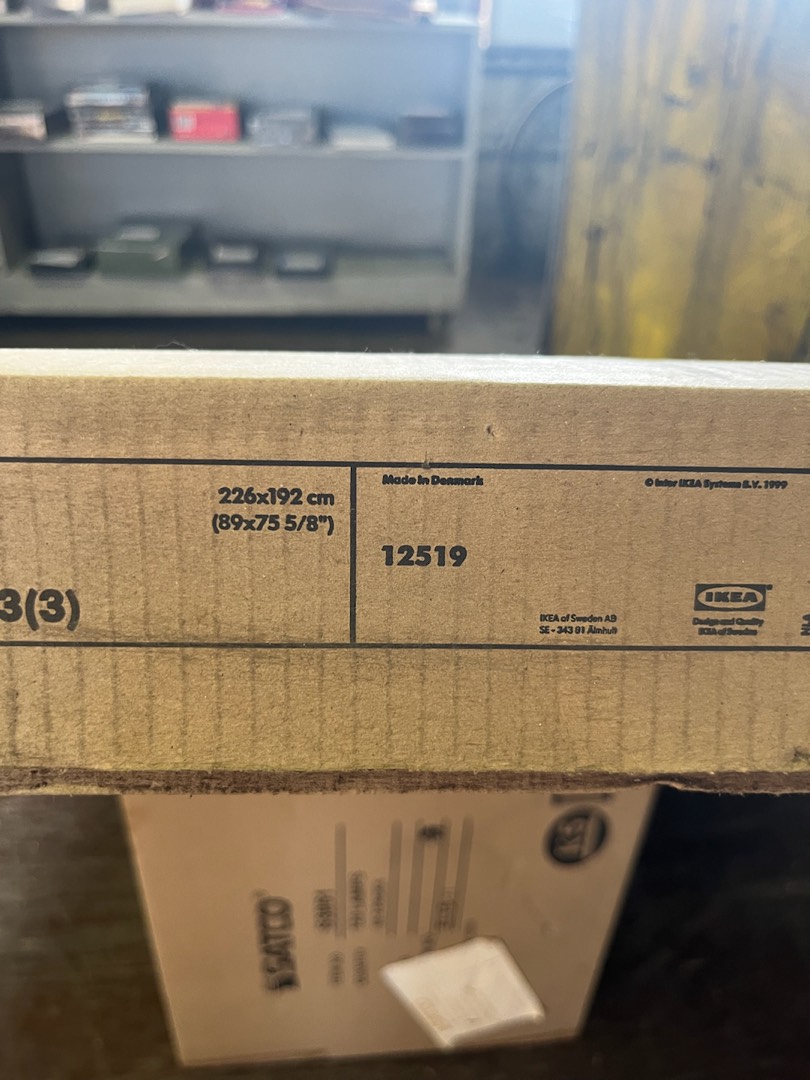 226x192 cm
(89x75 5/8")
3(3)
Made in Denmark
© Inter IKEA Systems B.V. 1999
12519
IKEA of Sweden AB
SE - 343 81 Älmhult
IKEA®
Design and Quality
IKEA of Sweden
SATCO